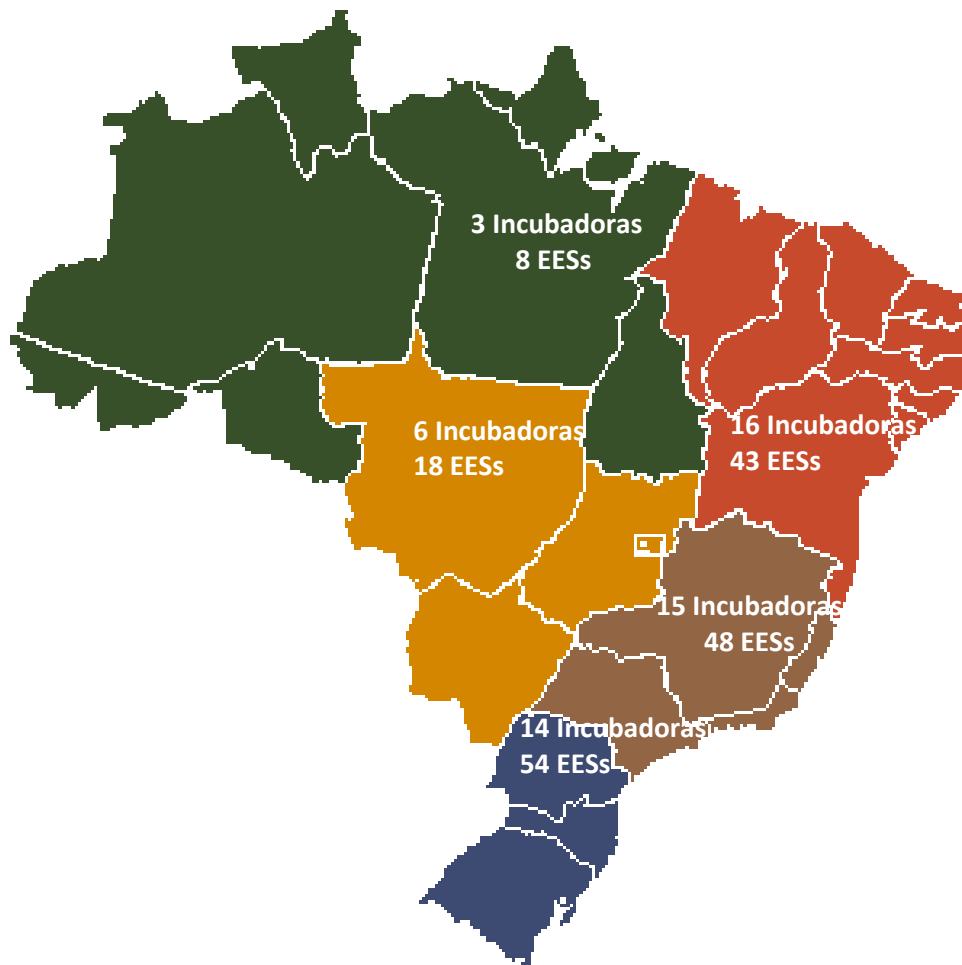 3 Incubadoras
8 EESs
6 Incubadoras
18 EESs
16 Incubadoras
43 EESs
15 Incubadoras
48 EESs
14 Incubadoras
54 EESs